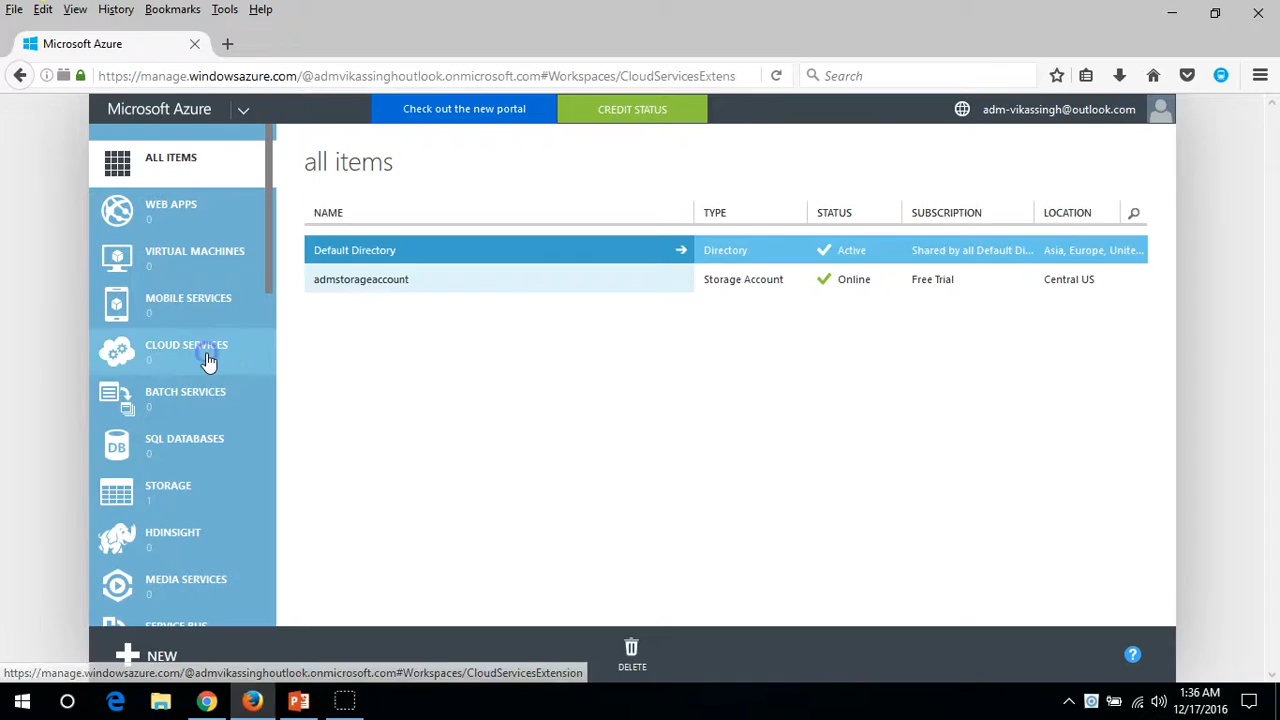 File Edit View History Bookmarks Tools Help
Microsoft Azure
https://manage.windowsazure.com/@admvikassinghoutlook.onmicrosoft.com#Workspaces/CloudServicesExtens
Search
Microsoft Azure
Check out the new portal
CREDIT STATUS
adm-vikassingh@outlook.com
ALL ITEMS
WEB APPS
0
VIRTUAL MACHINES
0
MOBILE SERVICES
0
CLOUD SERVICES
0
BATCH SERVICES
0
SQL DATABASES
0
DB
STORAGE
1
HDINSIGHT
0
MEDIA SERVICES
0
SERVICE BUS
all items
NAME TYPE STATUS SUBSCRIPTION LOCATION
Default Directory Directory Active Shared by all Default Di... Asia, Europe, Unite...
admstorageaccount Storage Account Online Free Trial Central US
NEW
DELETE
?
https://manage.windowsazure.com/@admvikassinghoutlook.onmicrosoft.com#Workspaces/CloudServicesExtension
1:36 AM
12/17/2016